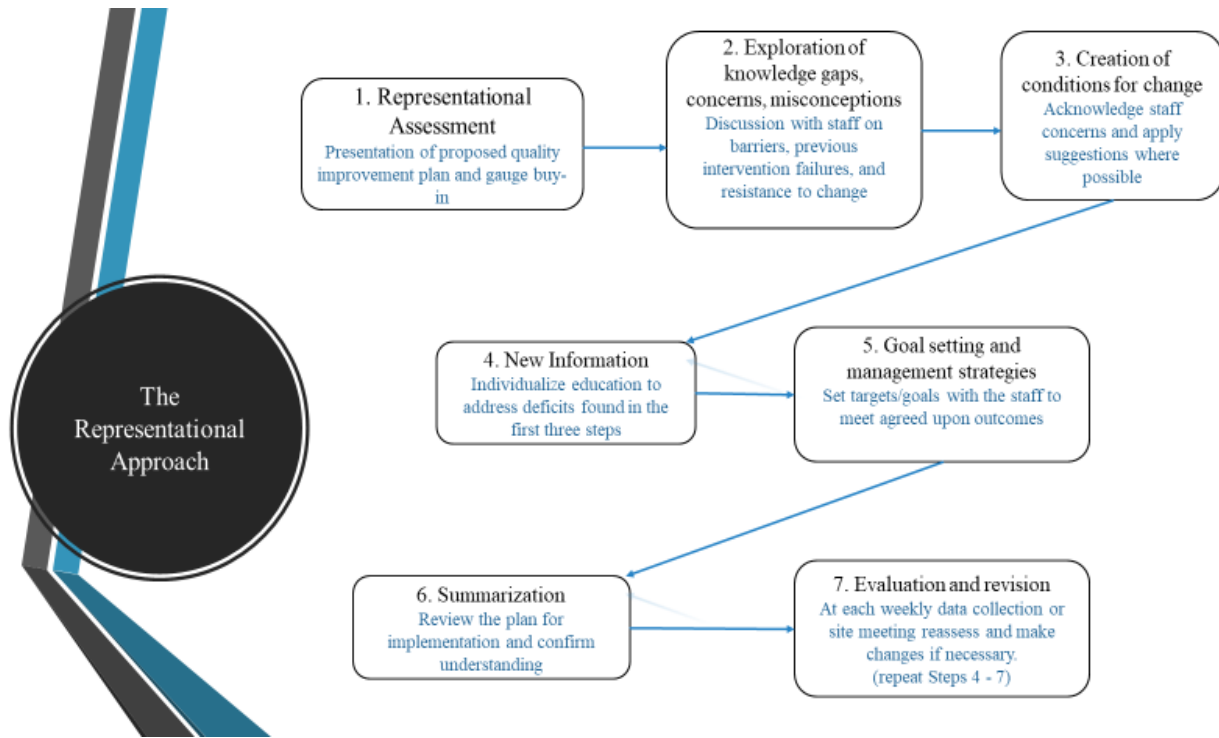 The
Representational
Approach
1. Representational
Assessment
Presentation of proposed quality
improvement plan and gauge buy-
in
2. Exploration of
knowledge gaps,
concerns, misconceptions
Discussion with staff on
barriers, previous
intervention failures, and
resistance to change
3. Creation of
conditions for change
Acknowledge staff
concerns and apply
suggestions where
possible
4. New Information
Individualize education to
address deficits found in the
first three steps
5. Goal setting and
management strategies
Set targets/goals with the staff to
meet agreed upon outcomes
6. Summarization
Review the plan for
implementation and confirm
understanding
7. Evaluation and revision
At each weekly data collection or
site meeting reassess and make
changes if necessary.
(repeat Steps 4 - 7)